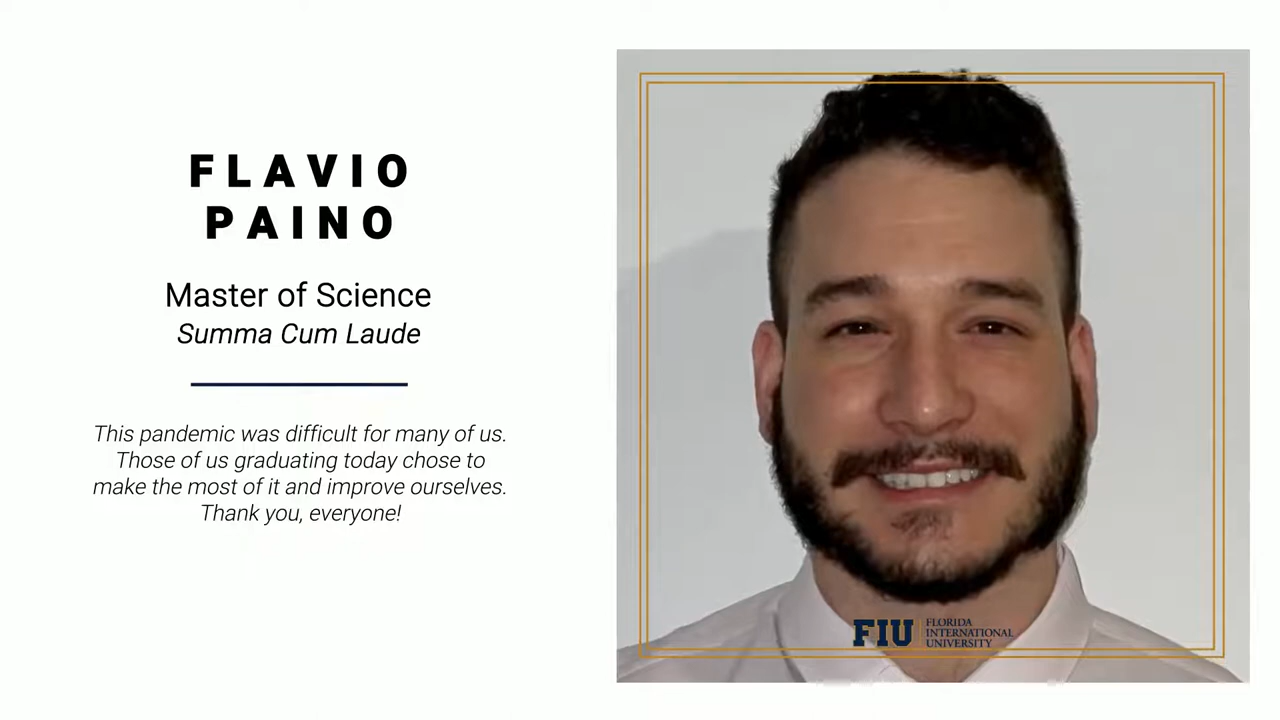 FLAVIO
PAINO
Master of Science
Summa Cum Laude
This pandemic was difficult for many of us.
Those of us graduating today chose to
make the most of it and improve ourselves.
Thank you, everyone!
FIU
FLORIDA
INTERNATIONAL
UNIVERSITY